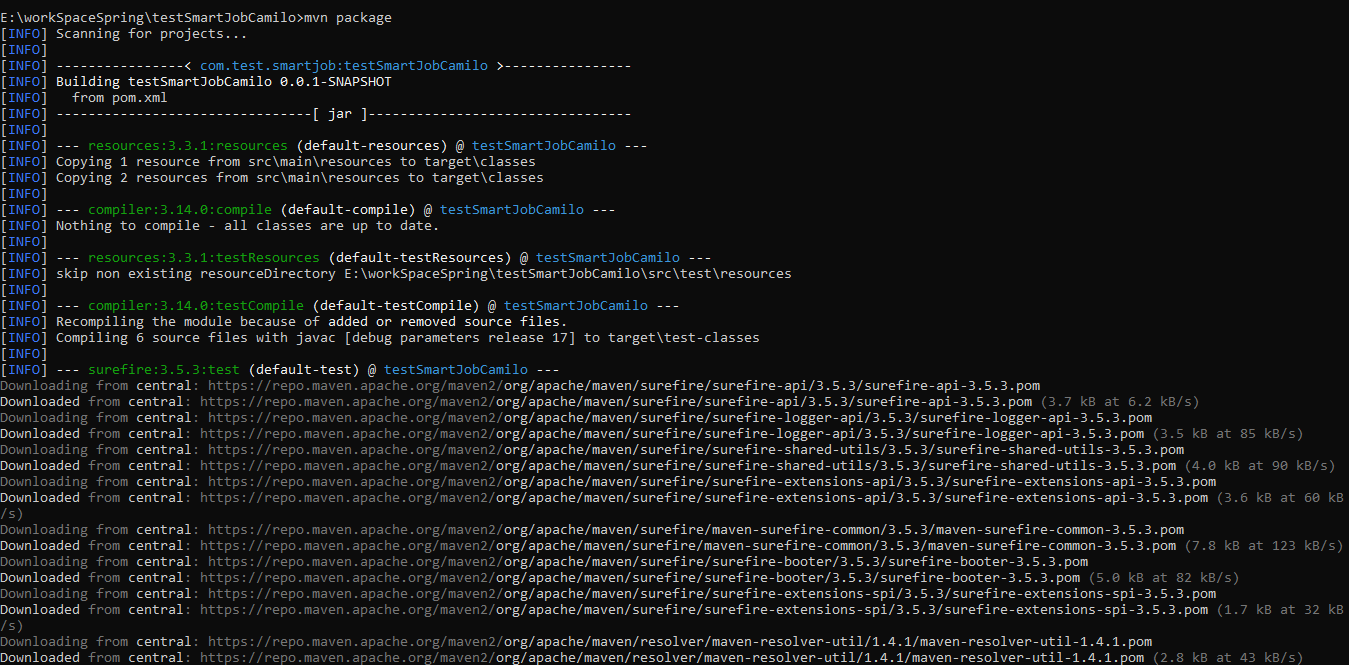 E:\workSpaceSpring\testSmartJobCamilo>mvn package
[INFO] Scanning for projects...
[INFO]
[INFO] ----------------< com.test.smartjob:testSmartJobCamilo >----------------
[INFO] Building testSmartJobCamilo 0.0.1-SNAPSHOT
[INFO]   from pom.xml
[INFO] --------------------------------[ jar ]---------------------------------
[INFO]
[INFO] --- resources:3.3.1:resources (default-resources) @ testSmartJobCamilo ---
[INFO] Copying 1 resource from src\main\resources to target\classes
[INFO] Copying 2 resources from src\main\resources to target\classes
[INFO]
[INFO] --- compiler:3.14.0:compile (default-compile) @ testSmartJobCamilo ---
[INFO] Nothing to compile - all classes are up to date.
[INFO]
[INFO] --- resources:3.3.1:testResources (default-testResources) @ testSmartJobCamilo ---
[INFO] skip non existing resourceDirectory E:\workSpaceSpring\testSmartJobCamilo\src\test\resources
[INFO]
[INFO] --- compiler:3.14.0:testCompile (default-testCompile) @ testSmartJobCamilo ---
[INFO] Recompiling the module because of added or removed source files.
[INFO] Compiling 6 source files with javac [debug parameters release 17] to target\test-classes
[INFO]
[INFO] --- surefire:3.5.3:test (default-test) @ testSmartJobCamilo ---
Downloading from central: https://repo.maven.apache.org/maven2/org/apache/maven/surefire/surefire-api/3.5.3/surefire-api-3.5.3.pom
Downloaded from central: https://repo.maven.apache.org/maven2/org/apache/maven/surefire/surefire-api/3.5.3/surefire-api-3.5.3.pom (3.7 kB at 6.2 kB/s)
Downloading from central: https://repo.maven.apache.org/maven2/org/apache/maven/surefire/surefire-logger-api/3.5.3/surefire-logger-api-3.5.3.pom
Downloaded from central: https://repo.maven.apache.org/maven2/org/apache/maven/surefire/surefire-logger-api/3.5.3/surefire-logger-api-3.5.3.pom (3.5 kB at 85 kB/s)
Downloading from central: https://repo.maven.apache.org/maven2/org/apache/maven/surefire/surefire-shared-utils/3.5.3/surefire-shared-utils-3.5.3.pom
Downloaded from central: https://repo.maven.apache.org/maven2/org/apache/maven/surefire/surefire-shared-utils/3.5.3/surefire-shared-utils-3.5.3.pom (4.0 kB at 90 kB/s)
Downloading from central: https://repo.maven.apache.org/maven2/org/apache/maven/surefire/surefire-extensions-api/3.5.3/surefire-extensions-api-3.5.3.pom
Downloaded from central: https://repo.maven.apache.org/maven2/org/apache/maven/surefire/surefire-extensions-api/3.5.3/surefire-extensions-api-3.5.3.pom (3.6 kB at 60 kB
/s)
Downloading from central: https://repo.maven.apache.org/maven2/org/apache/maven/surefire/maven-surefire-common/3.5.3/maven-surefire-common-3.5.3.pom
Downloaded from central: https://repo.maven.apache.org/maven2/org/apache/maven/surefire/maven-surefire-common/3.5.3/maven-surefire-common-3.5.3.pom (7.8 kB at 123 kB/s)
Downloading from central: https://repo.maven.apache.org/maven2/org/apache/maven/surefire/surefire-booter/3.5.3/surefire-booter-3.5.3.pom
Downloaded from central: https://repo.maven.apache.org/maven2/org/apache/maven/surefire/surefire-booter/3.5.3/surefire-booter-3.5.3.pom (5.0 kB at 82 kB/s)
Downloading from central: https://repo.maven.apache.org/maven2/org/apache/maven/surefire/surefire-extensions-spi/3.5.3/surefire-extensions-spi-3.5.3.pom
Downloaded from central: https://repo.maven.apache.org/maven2/org/apache/maven/surefire/surefire-extensions-spi/3.5.3/surefire-extensions-spi-3.5.3.pom (1.7 kB at 32 kB
/s)
Downloading from central: https://repo.maven.apache.org/maven2/org/apache/maven/resolver/maven-resolver-util/1.4.1/maven-resolver-util-1.4.1.pom
Downloaded from central: https://repo.maven.apache.org/maven2/org/apache/maven/resolver/maven-resolver-util/1.4.1/maven-resolver-util-1.4.1.pom (2.8 kB at 43 kB/s)